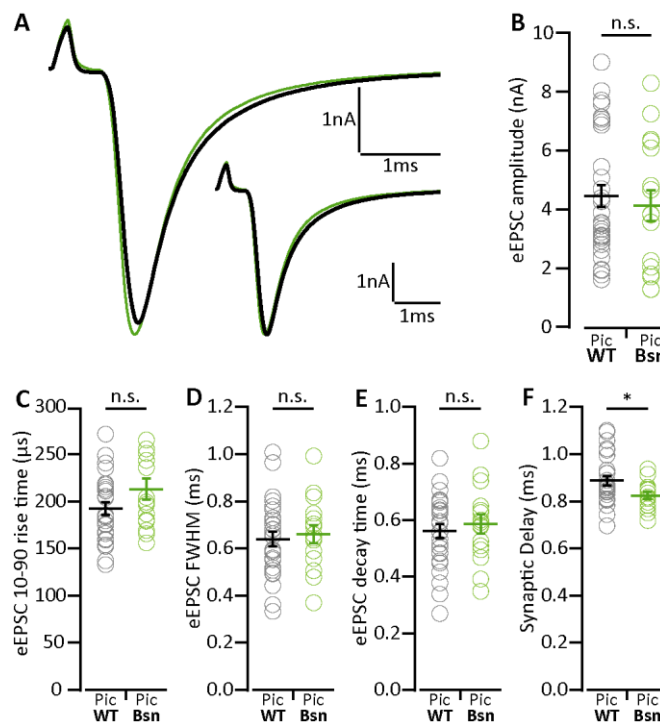 A
1nA
1ms
1nA
1ms
B
n.s.
eEPSC amplitude (nA)
10
8
6
4
2
0
Pic Pic
WT Bsn
C
n.s.
eEPSC 10-90 rise time (µs)
300
250
200
150
100
50
0
Pic Pic
WT Bsn
D
n.s.
eEPSC FWHM (ms)
1.2
1.0
0.8
0.6
0.4
0.2
0.0
Pic Pic
WT Bsn
E
n.s.
eEPSC decay time (ms)
1.0
0.8
0.6
0.4
0.2
0.0
Pic Pic
WT Bsn
F
*
Synaptic Delay (ms)
1.2
1.0
0.8
0.6
0.4
0.2
0.0
Pic Pic
WT Bsn